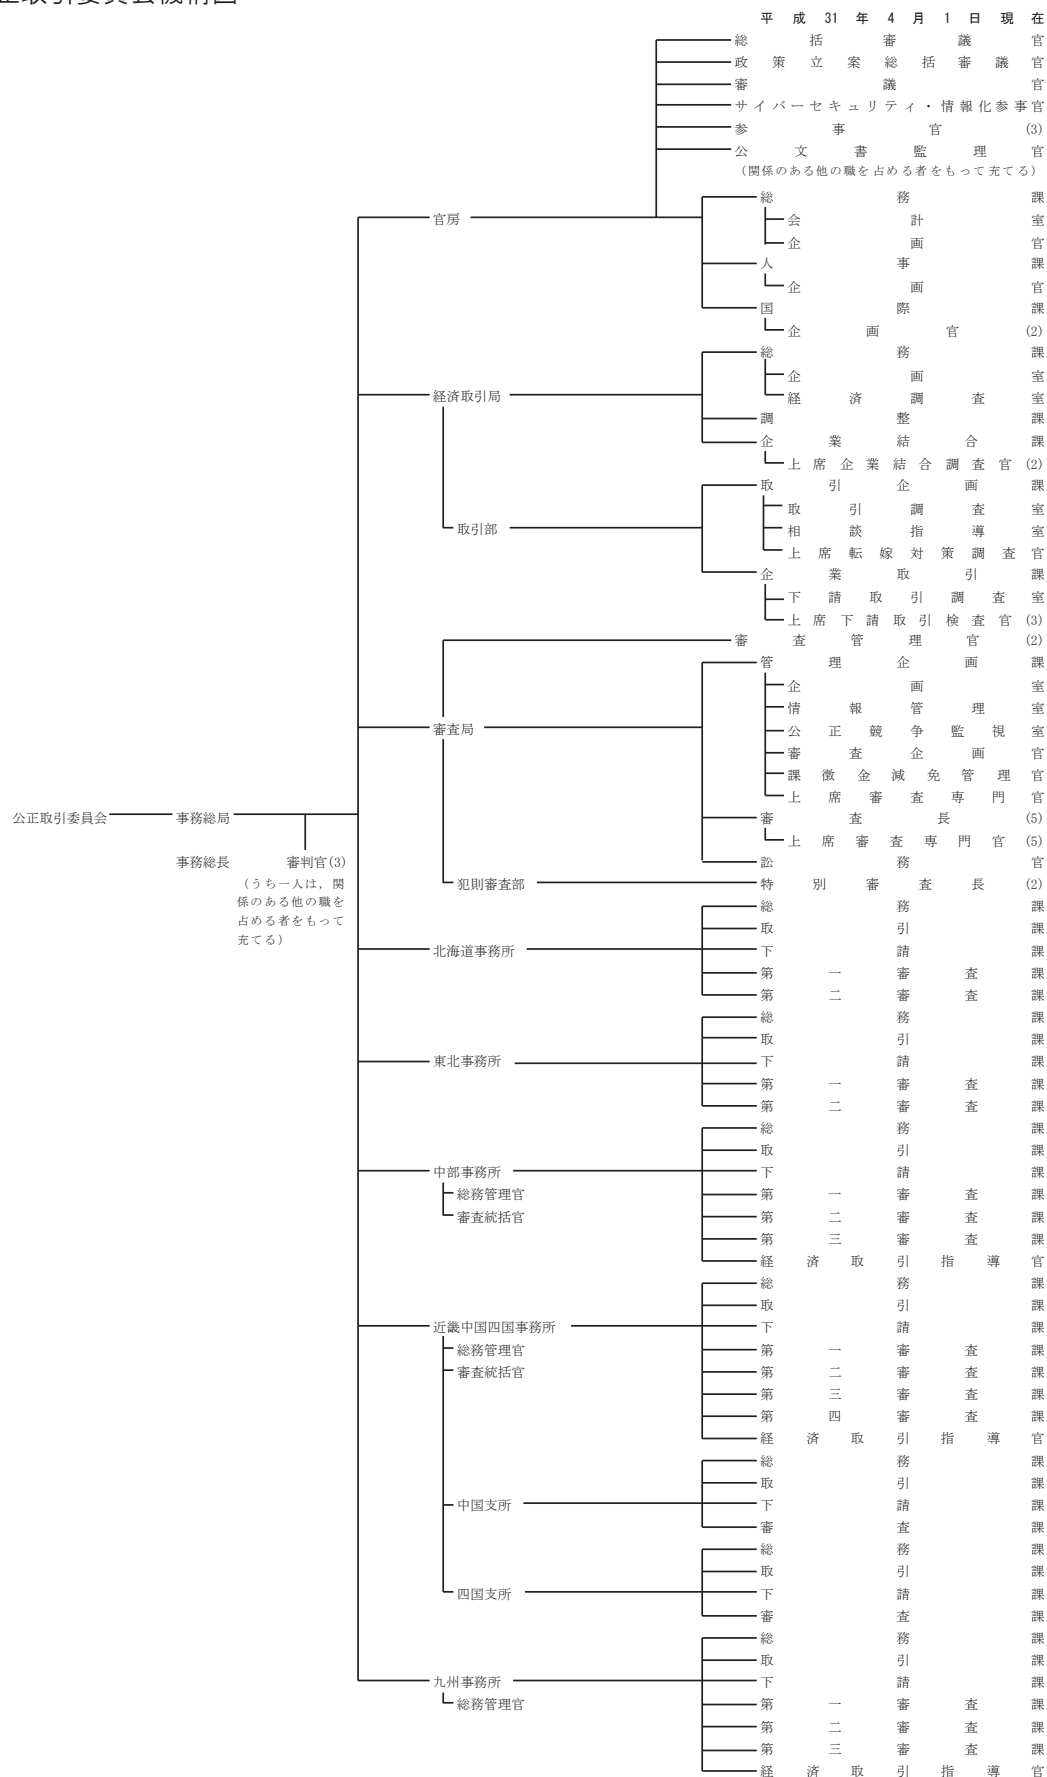 平成31年4月1日現在
総括審議官
政策立案総括審議官
審議官
サイバーセキュリティ・情報化参事官
参事官(3)
公文書監理官
（関係のある他の職を占める者をもって充てる）
官房
総務課
会計室
企画官
人事課
企画官
国際課
企画官(2)
経済取引局
総務課
企画室
経済調査室
調整課
企業結合課
上席企業結合調査官(2)
取引部
取引企画課
取引調査室
相談指導室
上席転嫁対策調査官
企業取引課
下請取引調査室
上席下請取引検査官(3)
審査管理官(2)
審査局
管理企画課
企画室
情報管理室
公正競争監視室
審査企画官
課徴金減免管理官
上席審査専門官
公正取引委員会
事務総局
事務総長
審判官(3)
（うち一人は，関
係のある他の職を
占める者をもって
充てる）
審査長(5)
上席審査専門官(5)
訟務官
犯則審査部
特別審査長(2)
北海道事務所
総務課
取引課
下請課
第一審査課
第二審査課
東北事務所
総務課
取引課
下請課
第一審査課
第二審査課
中部事務所
総務管理官
審査統括官
総務課
取引課
下請課
第一審査課
第二審査課
第三審査課
経済取引指導官
近畿中国四国事務所
総務管理官
審査統括官
総務課
取引課
下請課
第一審査課
第二審査課
第三審査課
第四審査課
経済取引指導官
中国支所
総務課
取引課
下請課
審査課
四国支所
総務課
取引課
下請課
審査課
九州事務所
総務管理官
総務課
取引課
下請課
第一審査課
第二審査課
第三審査課
経済取引指導官